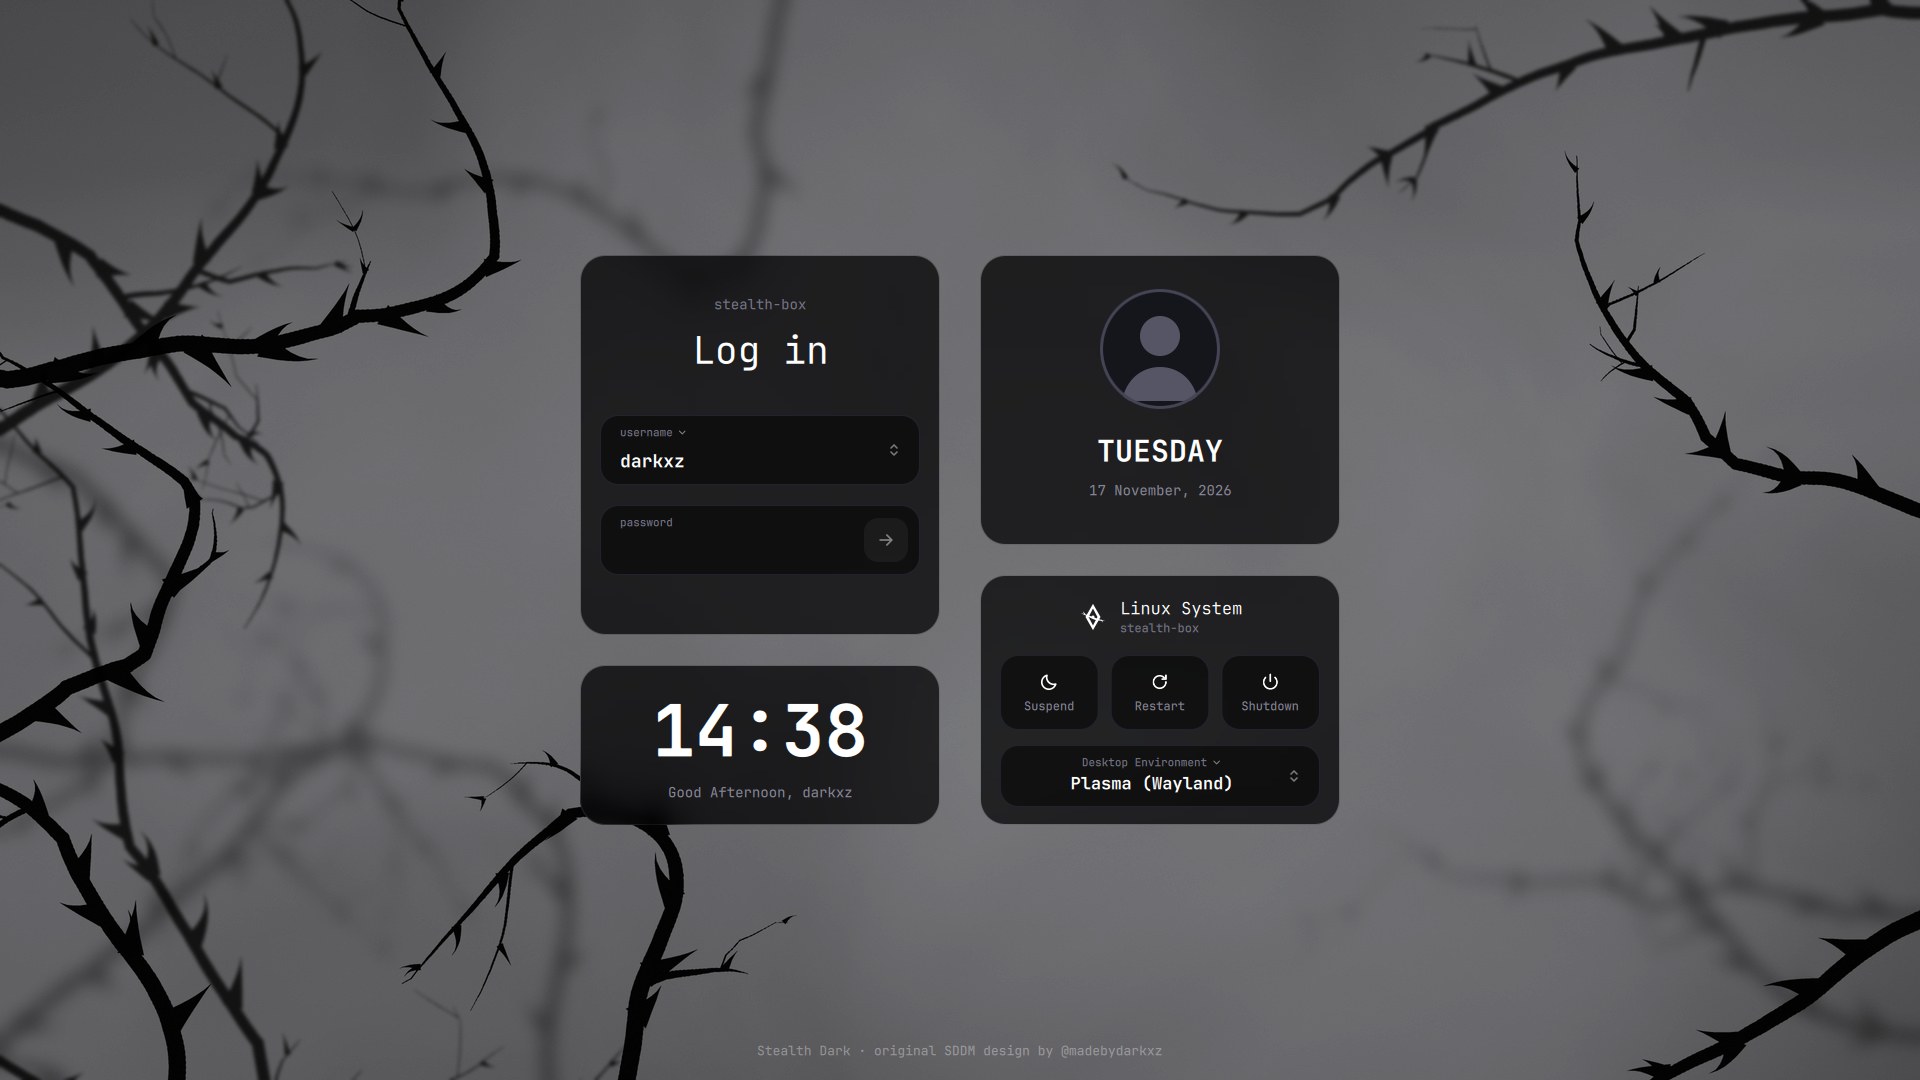 stealth-box
Log in
username
darkxz
password
14:38
Good Afternoon, darkxz
TUESDAY
17 November, 2026
Linux System
stealth-box
Suspend
Restart
Shutdown
Desktop Environment
Plasma (Wayland)
Stealth Dark · original SDDM design by @madebydarkxz